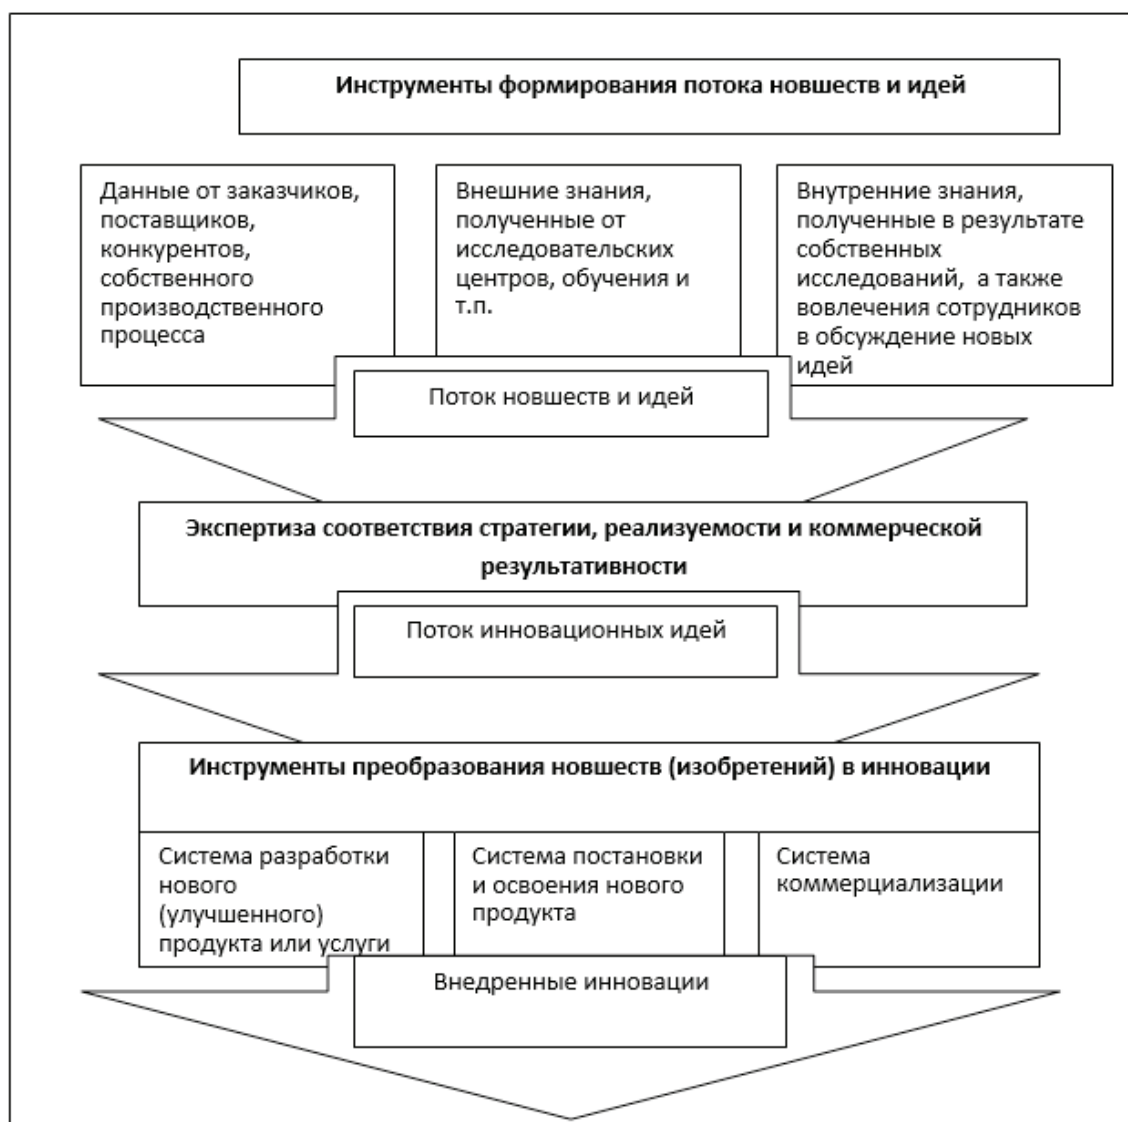 Инструменты формирования потока новшеств и идей
Данные от заказчиков,
поставщиков,
конкурентов,
собственного
производственного
процесса
Внешние знания,
полученные от
исследовательских
центров, обучения и
т.п.
Внутренние знания,
полученные в результате
собственных
исследований,  а также
вовлечения сотрудников
в обсуждение новых
идей
Поток новшеств и идей
Экспертиза соответствия стратегии, реализуемости и коммерческой
результативности
Поток инновационных идей
Инструменты преобразования новшеств (изобретений) в инновации
Система разработки
нового
(улучшенного)
продукта или услуги
Система постановки
и освоения нового
продукта
Система
коммерциализации
Внедренные инновации